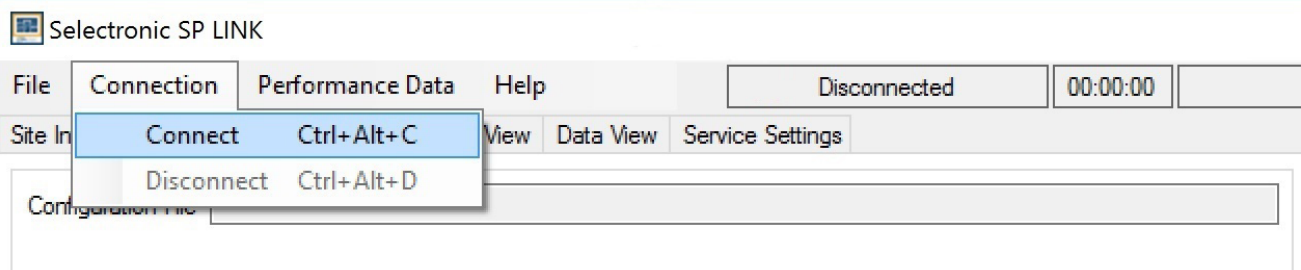 Selectronic SP LINK
File Connection Performance Data Help Disconnected 00:00:00
Site In View Data View Service Settings
Connect Ctrl+Alt+C
Disconnect Ctrl+Alt+D